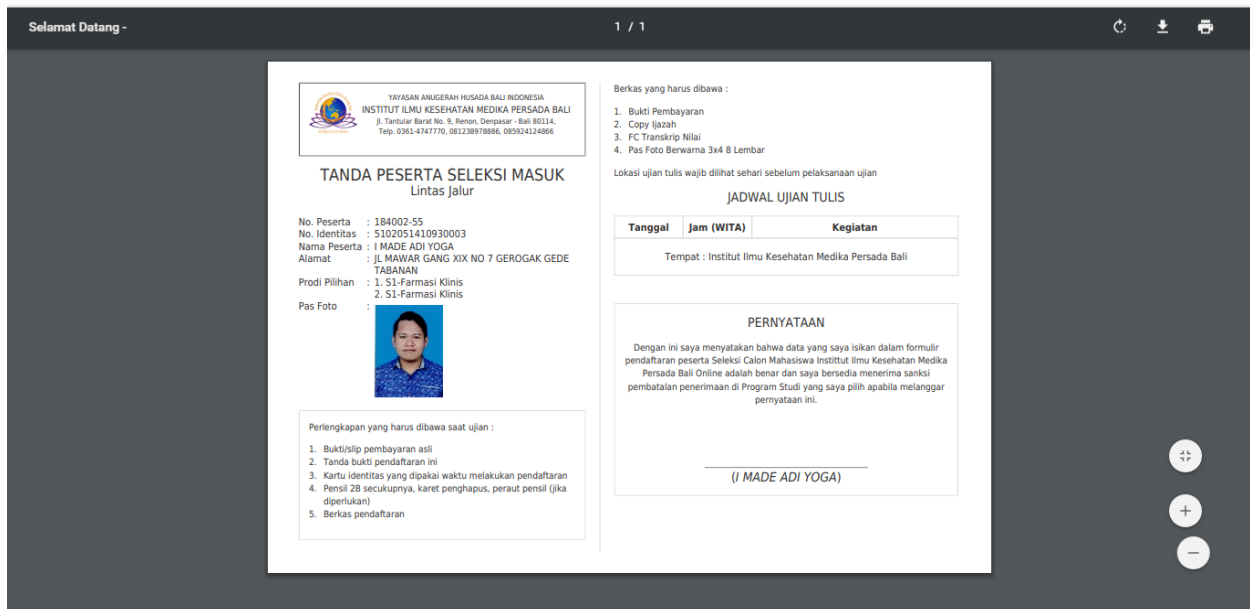 Selamat Datang -
1 / 1
YAYASAN ANUGERAH HUSADA BALI INDONESIA
INSTITUT ILMU KESEHATAN MEDIKA PERSADA BALI
Jl. Tantular Barat No. 9, Renon, Denpasar - Bali 80114,
Telp. 0361-4747770, 081238978886, 085924124866
TANDA PESERTA SELEKSI MASUK
Lintas Jalur
No. Peserta : 184002-55
No. Identitas : 5102051410930003
Nama Peserta : I MADE ADI YOGA
Alamat : JL MAWAR GANG XIX NO 7 GEROGAK GEDE
TABANAN
Prodi Pilihan : 1. S1-Farmasi Klinis
2. S1-Farmasi Klinis
Pas Foto :
Perlengkapan yang harus dibawa saat ujian :
1. Bukti/slip pembayaran asli
2. Tanda bukti pendaftaran ini
3. Kartu identitas yang dipakai waktu melakukan pendaftaran
4. Pensil 2B secukupnya, karet penghapus, peraut pensil (jika
diperlukan)
5. Berkas pendaftaran
Berkas yang harus dibawa :
1. Bukti Pembayaran
2. Copy Ijazah
3. FC Transkrip Nilai
4. Pas Foto Berwarna 3x4 8 Lembar
Lokasi ujian tulis wajib dilihat sehari sebelum pelaksanaan ujian
JADWAL UJIAN TULIS
Tanggal Jam (WITA) Kegiatan
Tempat : Institut Ilmu Kesehatan Medika Persada Bali
PERNYATAAN
Dengan ini saya menyatakan bahwa data yang saya isikan dalam formulir
pendaftaran peserta Seleksi Calon Mahasiswa Instittut Ilmu Kesehatan Medika
Persada Bali Online adalah benar dan saya bersedia menerima sanksi
pembatalan penerimaan di Program Studi yang saya pilih apabila melanggar
pernyataan ini.
(I MADE ADI YOGA)